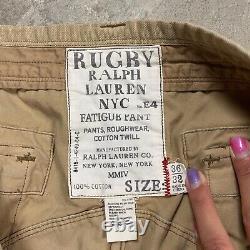 RUGBY
RALPH
LAUREN
NYC E4
FATIGUE PANT
PANTS, ROUGHWEAR,
COTTON TWILL
MANUFACTURED BY
RALPH LAUREN CO.
NEW YORK, NEW YORK
MMIV
100% COTTON SIZE
36
32